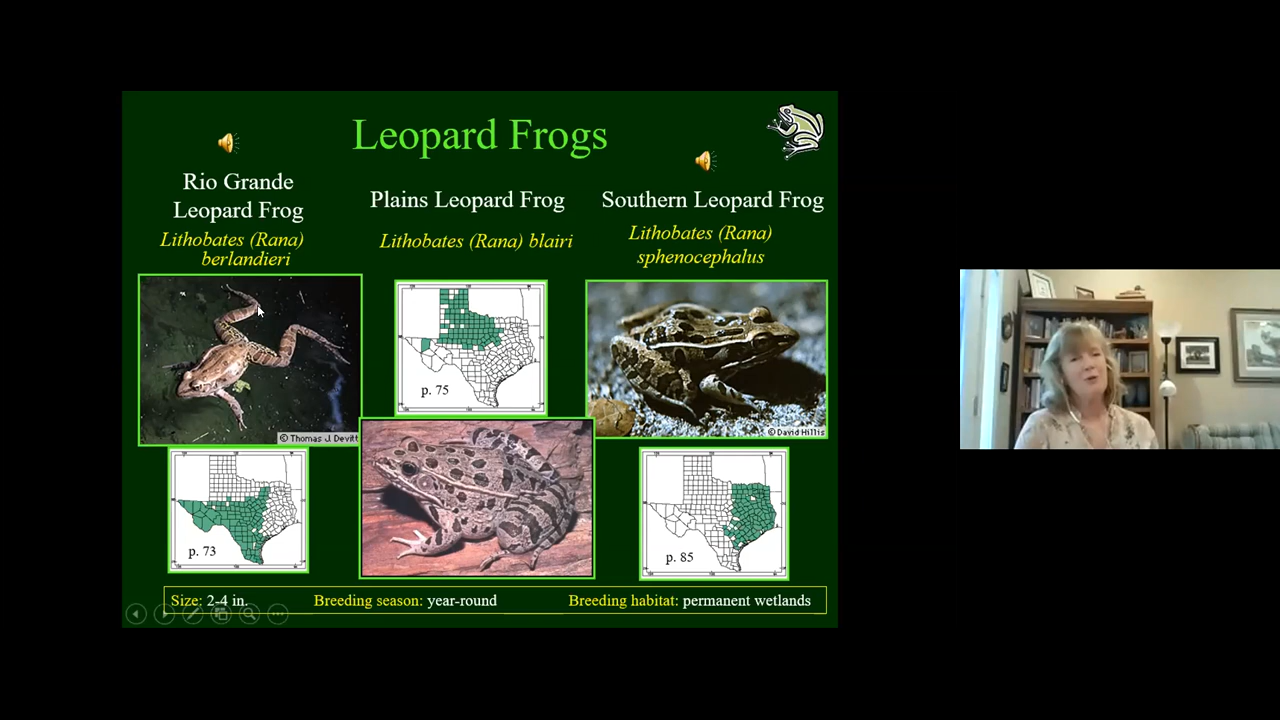 Leopard Frogs
Rio Grande
Leopard Frog
Lithobates (Rana)
berlandieri
Plains Leopard Frog
Lithobates (Rana) blairi
Southern Leopard Frog
Lithobates (Rana)
sphenocephalus
© Thomas J. Devitt
p. 75
© David Hillis
p. 73
p. 85
Size: 2-4 in. Breeding season: year-round Breeding habitat: permanent wetlands